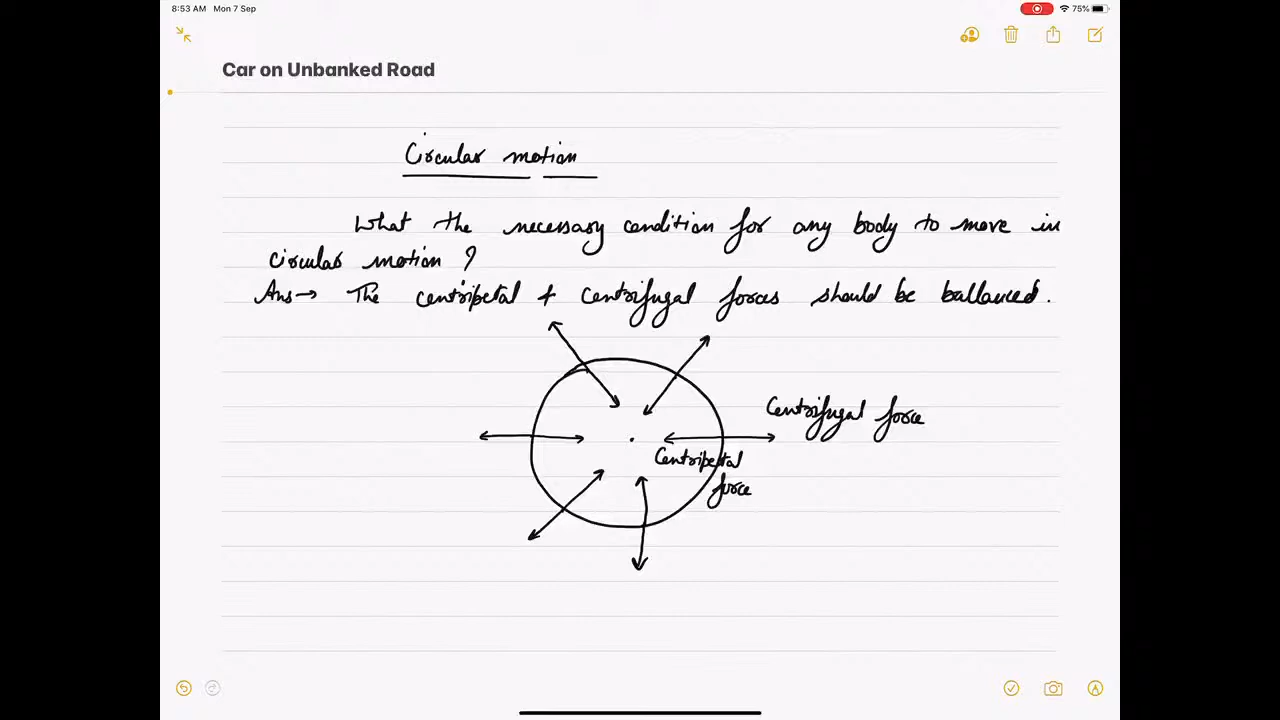 8:53 AM Mon 7 Sep
75%
Car on Unbanked Road
Circular motion
What the necessary condition for any body to move in
circular motion ?
Ans → The centripetal + centrifugal forces should be ballanced.
Centrifugal force
Centripetal
force